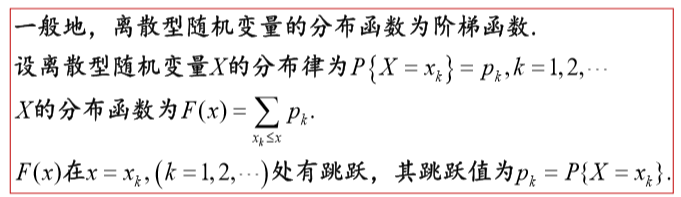 一般地，离散型随机变量的分布函数为阶梯函数.
设离散型随机变量X的分布律为P{X = x_k} = p_k, k = 1,2,⋯
X的分布函数为F(x) = ∑_{x_k≤x} p_k.
F(x)在x = x_k, (k = 1,2,⋯)处有跳跃，其跳跃值为p_k = P{X = x_k}.